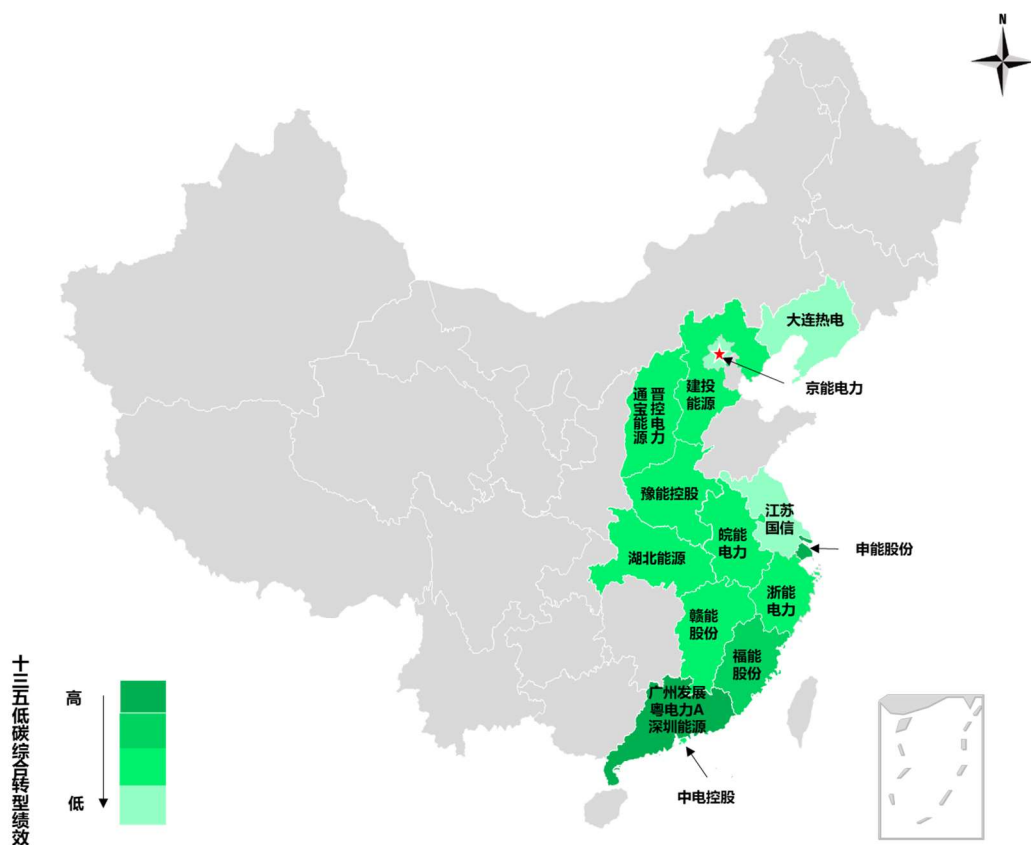 N
大连热电
京能电力
建投
能源
晋控电力
通宝能源
豫能控股
江苏
国信
皖能
电力
申能股份
湖北能源
浙能
电力
赣能
股份
福能
股份
广州发展
粤电力A
深圳能源
中电控股
十三五低碳综合转型绩效
高
低